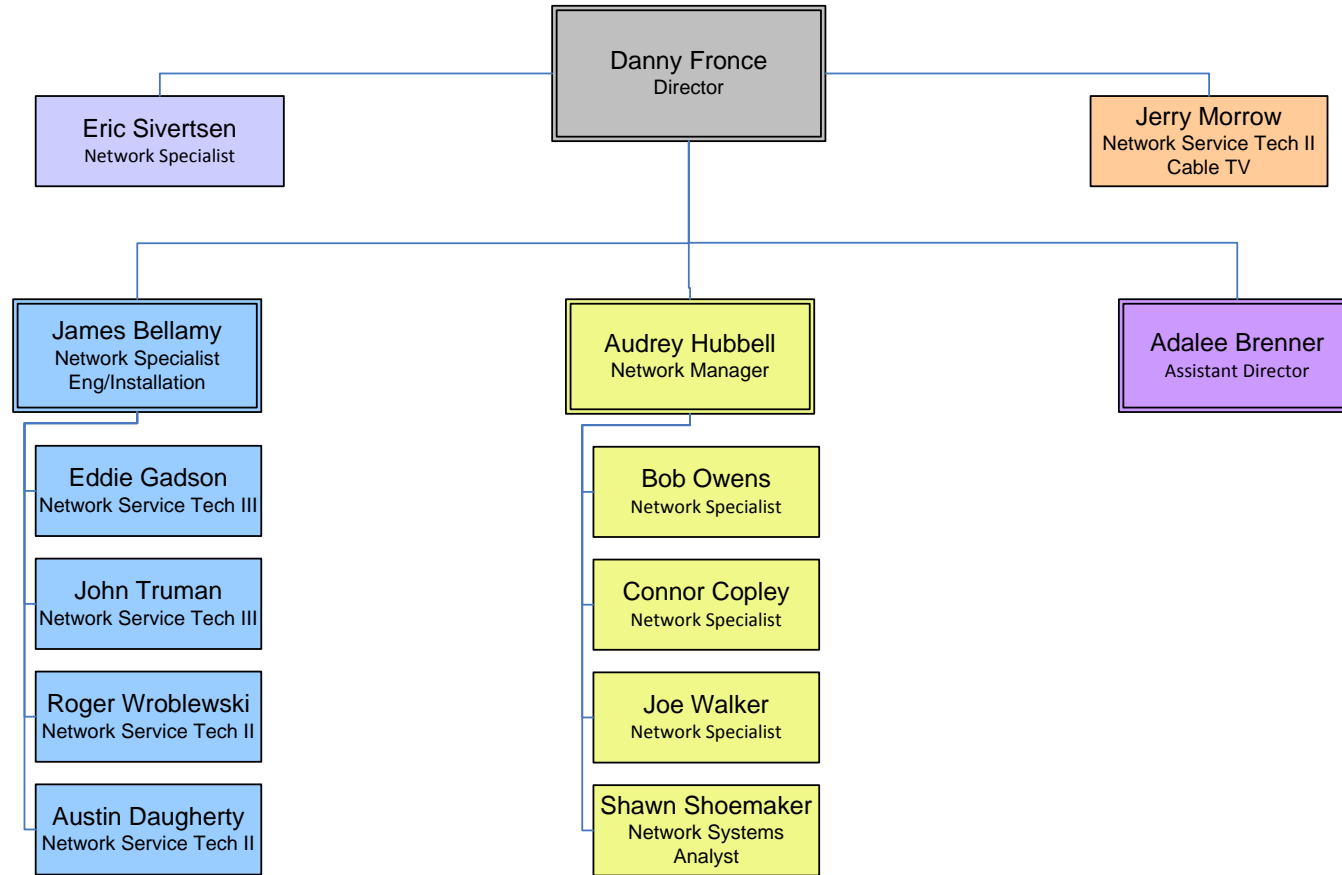 Danny Fronce
Director
Eric Sivertsen
Network Specialist
Jerry Morrow
Network Service Tech II
Cable TV
James Bellamy
Network Specialist
Eng/Installation
Audrey Hubbell
Network Manager
Adalee Brenner
Assistant Director
Eddie Gadson
Network Service Tech III
John Truman
Network Service Tech III
Roger Wroblewski
Network Service Tech II
Austin Daugherty
Network Service Tech II
Bob Owens
Network Specialist
Connor Copley
Network Specialist
Joe Walker
Network Specialist
Shawn Shoemaker
Network Systems
Analyst